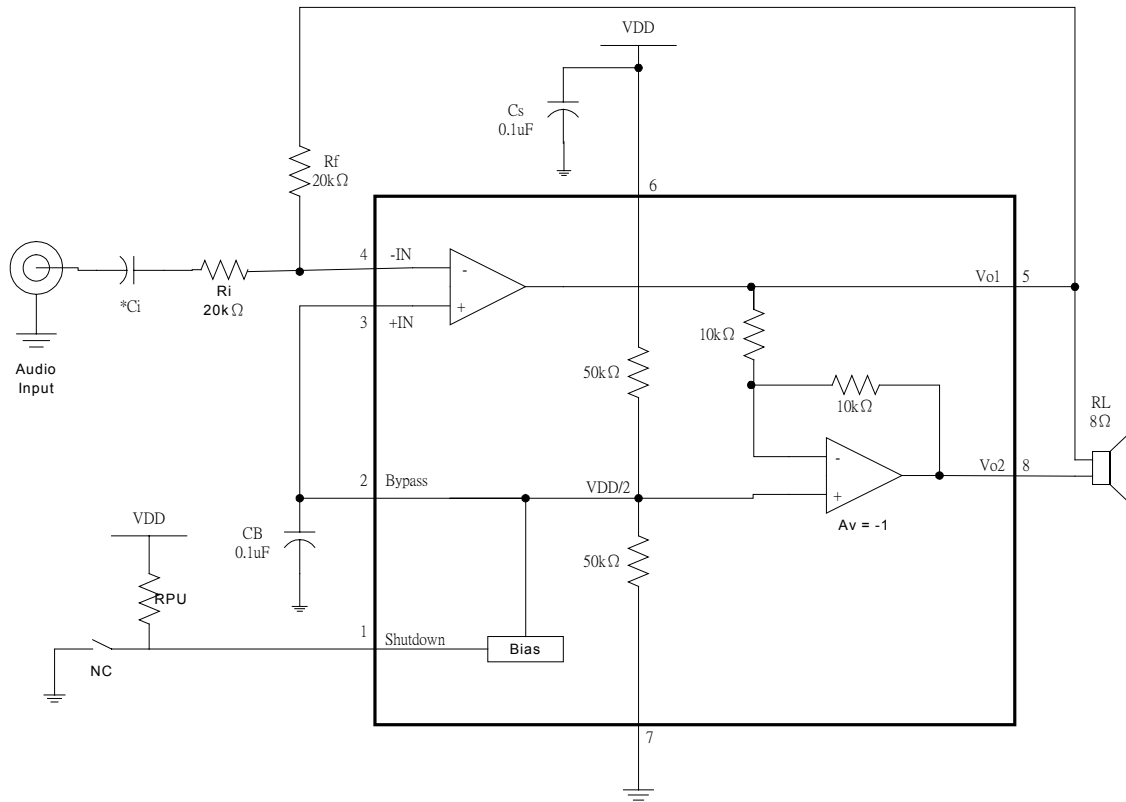 VDD
Cs
0.1uF
Rf
20kΩ
6
4
-IN
-
+
3
+IN
*Ci
Ri
20kΩ
Audio
Input
Vo1
5
10kΩ
50kΩ
10kΩ
RL
8Ω
2
Bypass
VDD/2
-
+
Vo2
8
Av = -1
VDD
CB
0.1uF
50kΩ
RPU
1
Shutdown
Bias
NC
7